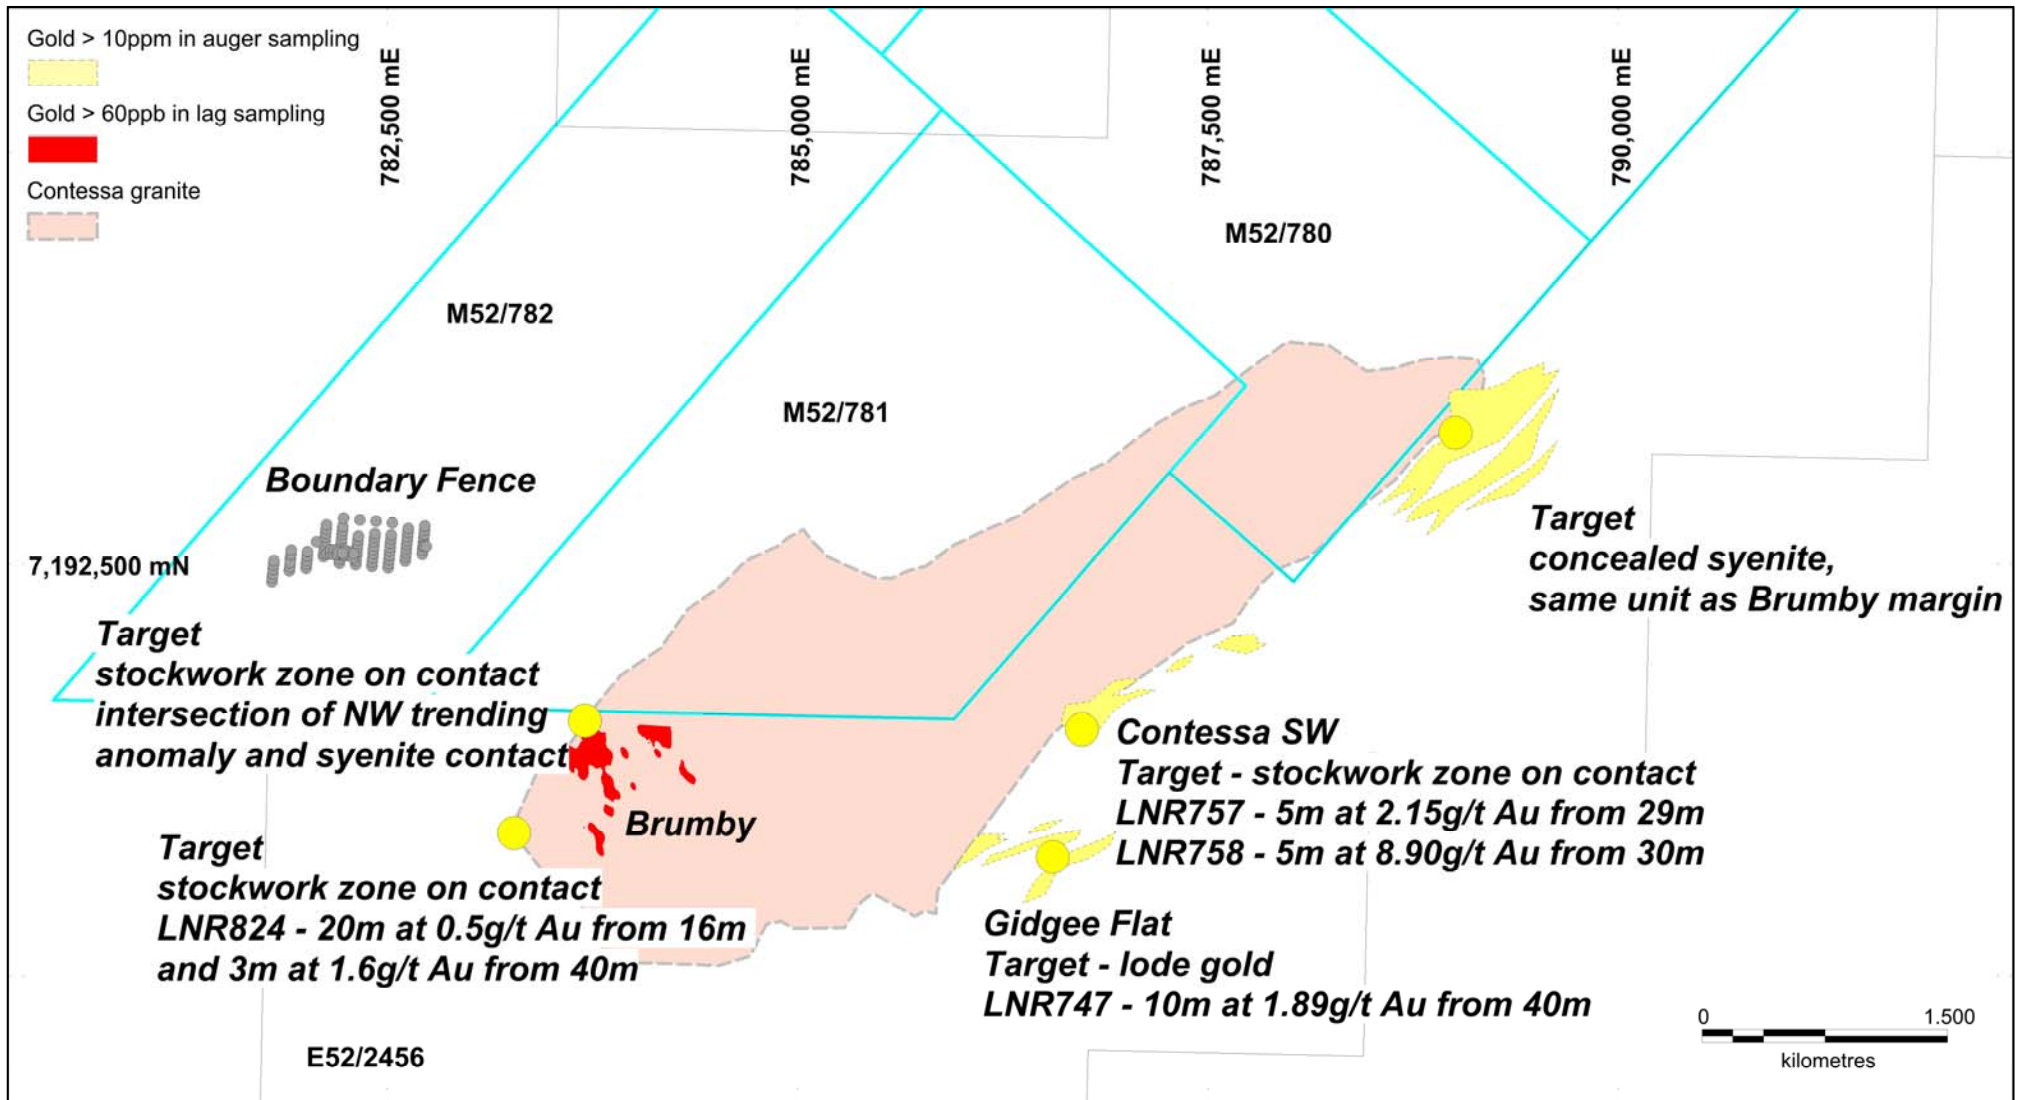 Gold > 10ppm in auger sampling
Gold > 60ppb in lag sampling
Contessa granite
782,500 mE
785,000 mE
787,500 mE
790,000 mE
M52/780
M52/782
M52/781
Boundary Fence
7,192,500 mN
Target
concealed syenite,
same unit as Brumby margin
Target
stockwork zone on contact
intersection of NW trending
anomaly and syenite contact
Contessa SW
Target - stockwork zone on contact
LNR757 - 5m at 2.15g/t Au from 29m
LNR758 - 5m at 8.90g/t Au from 30m
Brumby
Target
stockwork zone on contact
LNR824 - 20m at 0.5g/t Au from 16m
and 3m at 1.6g/t Au from 40m
Gidgee Flat
Target - lode gold
LNR747 - 10m at 1.89g/t Au from 40m
E52/2456
0 1.500
kilometres